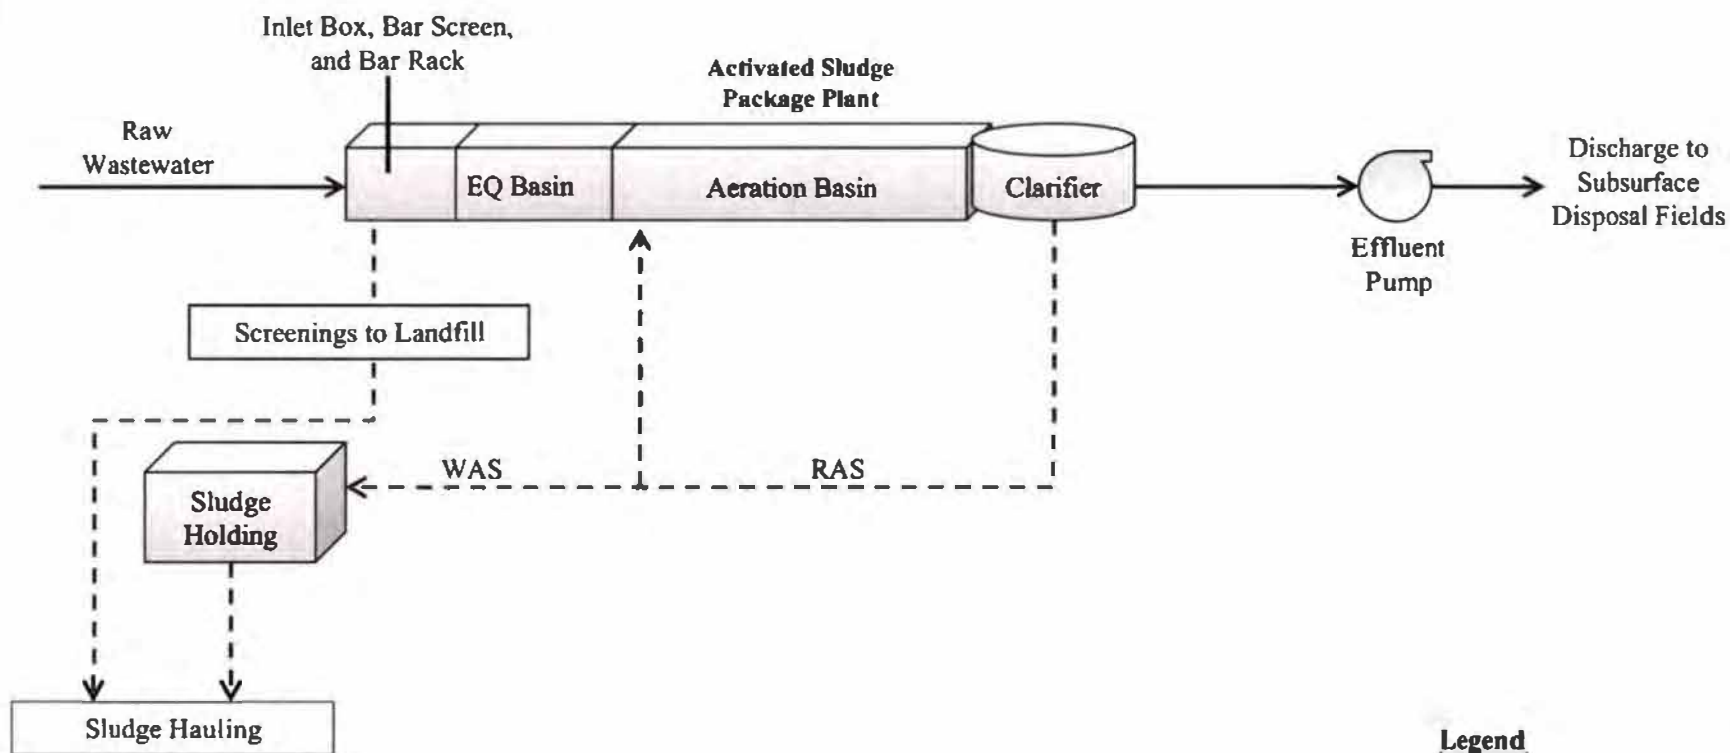 Inlet Box, Bar Screen,
and Bar Rack
Activated Sludge
Package Plant
Raw
Wastewater
EQ Basin
Aeration Basin
Clarifier
Discharge to
Subsurface
Disposal Fields
Effluent
Pump
Screenings to Landfill
WAS
RAS
Sludge
Holding
Sludge Hauling
Legend